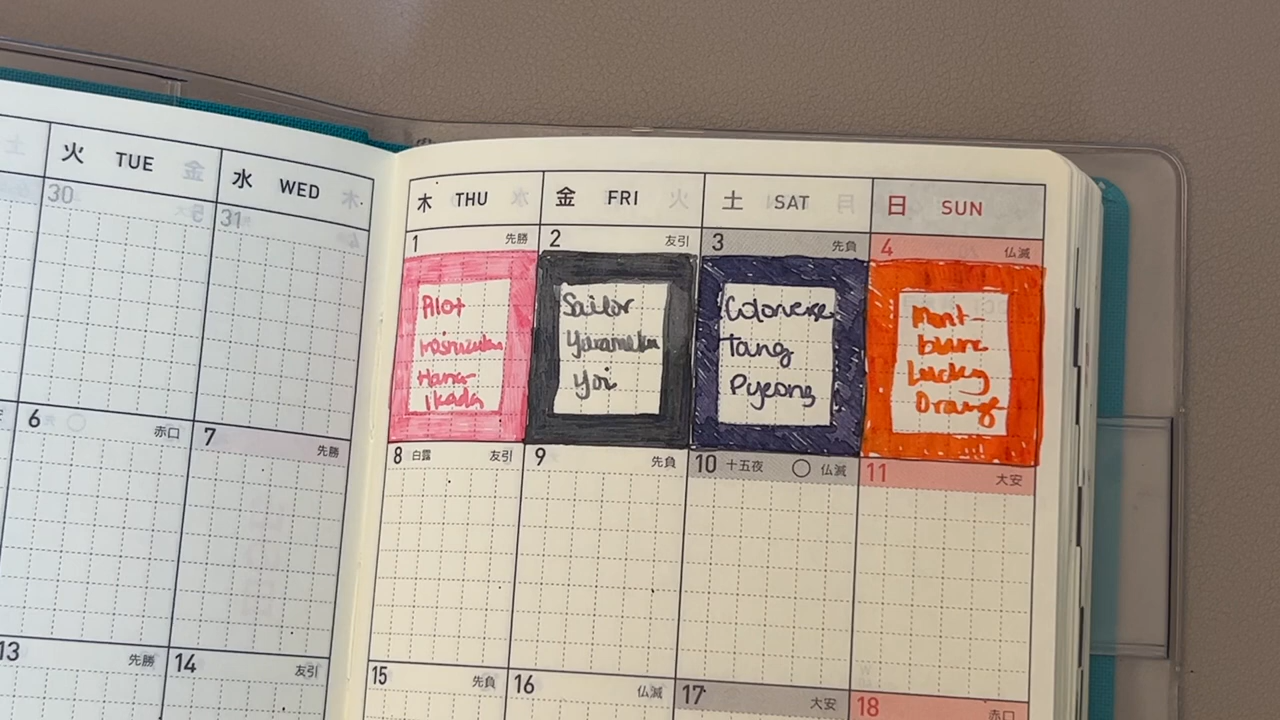 火 TUE
水 WED
木 THU
金 FRI
土 SAT
日 SUN
30
31
1 先勝
2 友引
3 先負
4 仏滅
Pilot
Hana-
Ikada
Sailor
Yoi
Tang
Pyeong
Mont-
blanc
Lucky
Orange
6 赤口
7 先勝
8 白露 友引
9 先負
10 十五夜 仏滅
11 大安
13 先勝
14 友引
15 先負
16 仏滅
17 大安
18 赤口